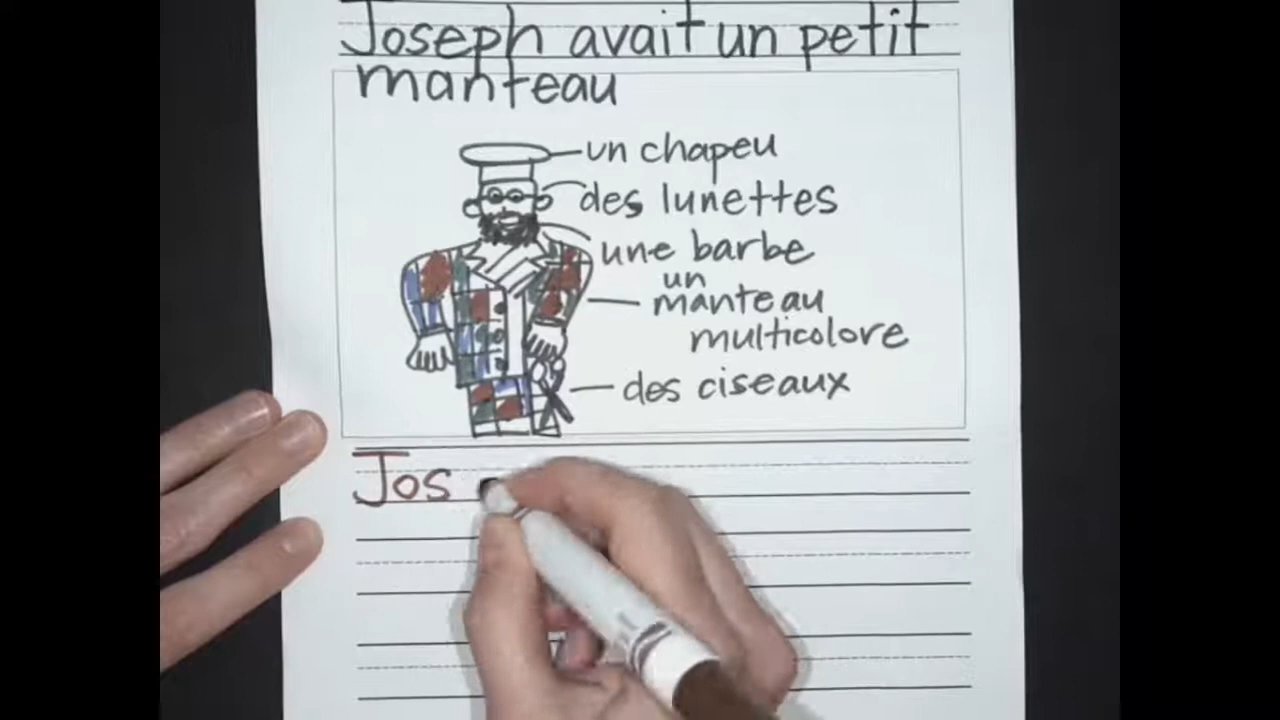 Joseph avait un petit
manteau
un chapeu
des lunettes
une barbe
un
manteau
multicolore
des ciseaux
Jos